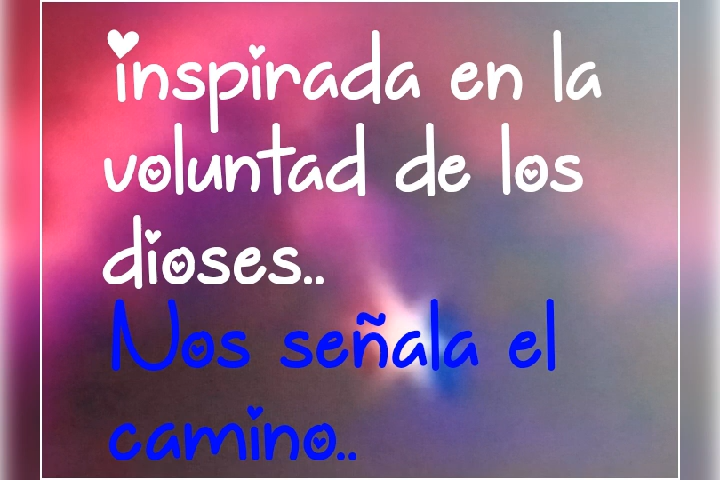 inspirada en la
voluntad de los
dioses..
Nos señala el
camino..